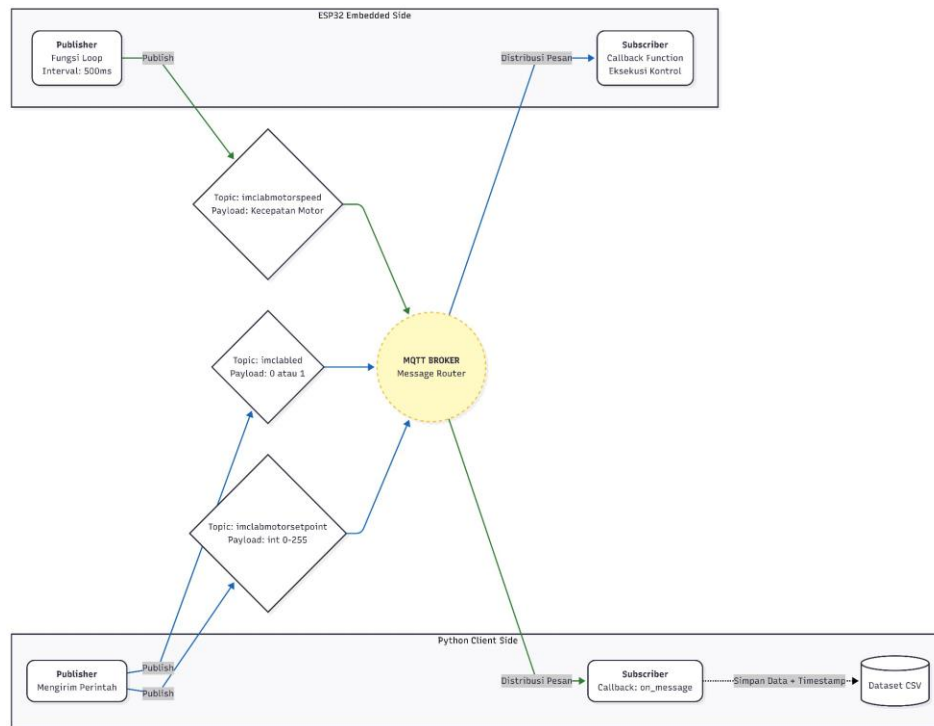 ESP32 Embedded Side
Publisher
Fungsi Loop
Interval: 500ms
Publish
Distribusi Pesan
Subscriber
Callback Function
Eksekusi Kontrol
Topic: imclabmotorspeed
Payload: Kecepatan Motor
Topic: imclabled
Payload: 0 atau 1
MQTT BROKER
Message Router
Topic: imclabmotorsetpoint
Payload: int 0-255
Python Client Side
Publisher
Mengirim Perintah
Publish
Publish
Distribusi Pesan
Subscriber
Callback: on_message
Simpan Data + Timestamp
Dataset CSV